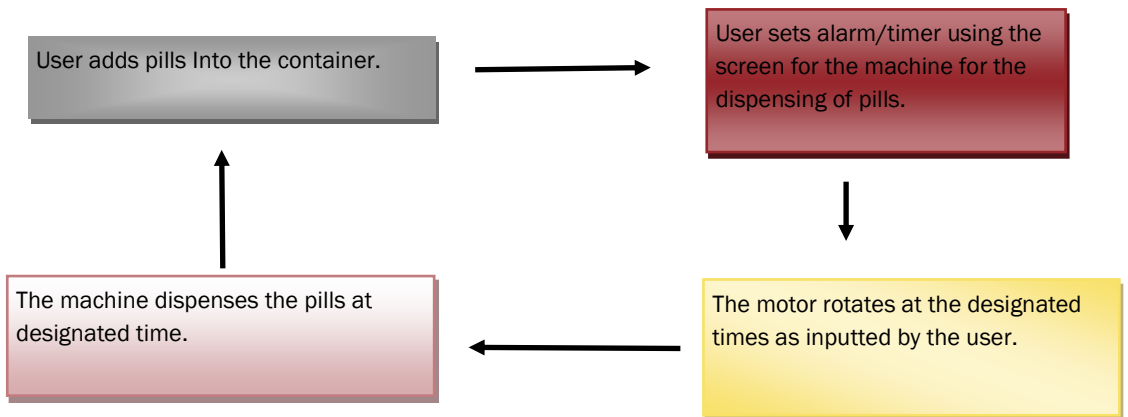 User adds pills Into the container.
User sets alarm/timer using the
screen for the machine for the
dispensing of pills.
The motor rotates at the designated
times as inputted by the user.
The machine dispenses the pills at
designated time.